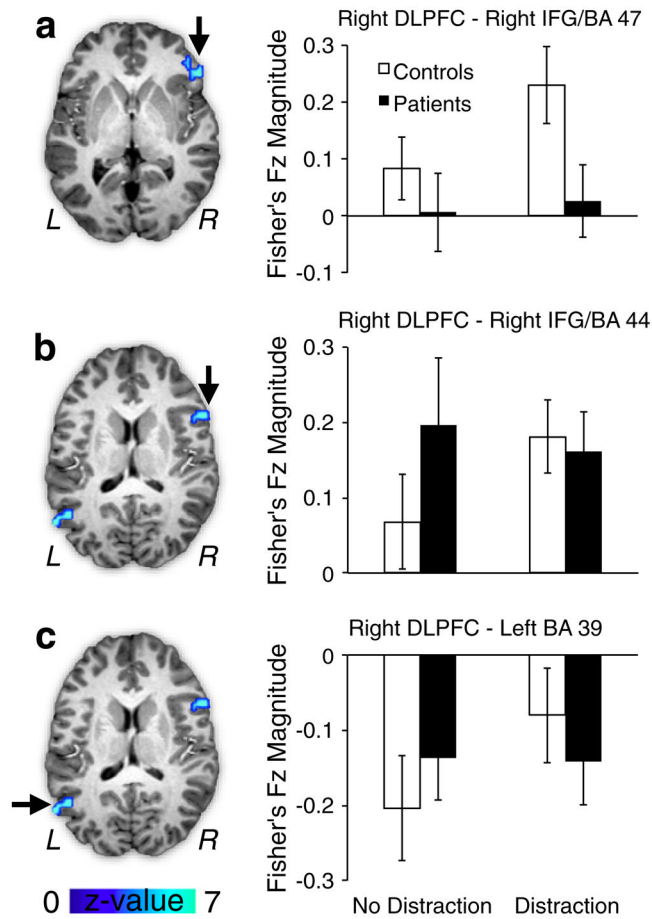 a
L
R
Right DLPFC - Right IFG/BA 47
Fisher's Fz Magnitude
0.3
0.2
0.1
0
-0.1
Controls
Patients
b
L
R
Right DLPFC - Right IFG/BA 44
Fisher's Fz Magnitude
0.3
0.2
0.1
0
c
L
R
Right DLPFC - Left BA 39
Fisher's Fz Magnitude
0
-0.1
-0.2
-0.3
No Distraction
Distraction
0 z-value 7